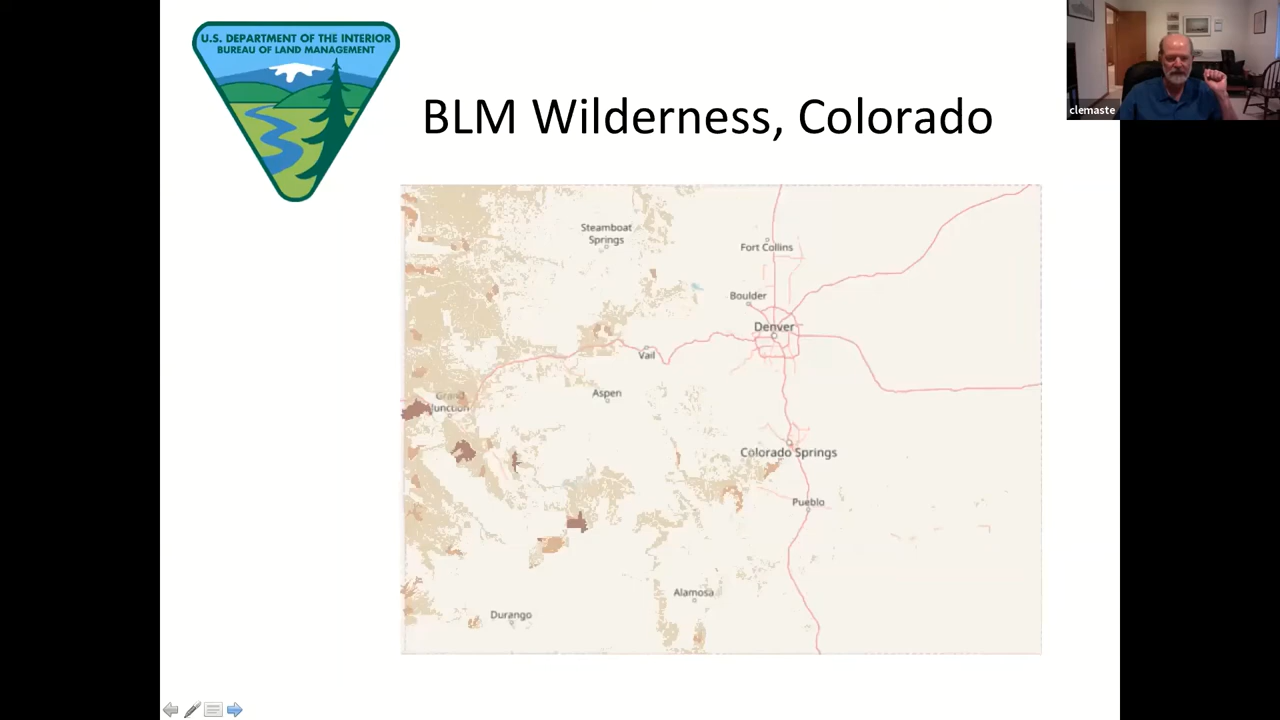 U.S. DEPARTMENT OF THE INTERIOR
BUREAU OF LAND MANAGEMENT
clemaste
BLM Wilderness, Colorado
Steamboat
Springs
Fort Collins
Boulder
Denver
Vail
Aspen
Grand
Junction
Colorado Springs
Pueblo
Alamosa
Durango